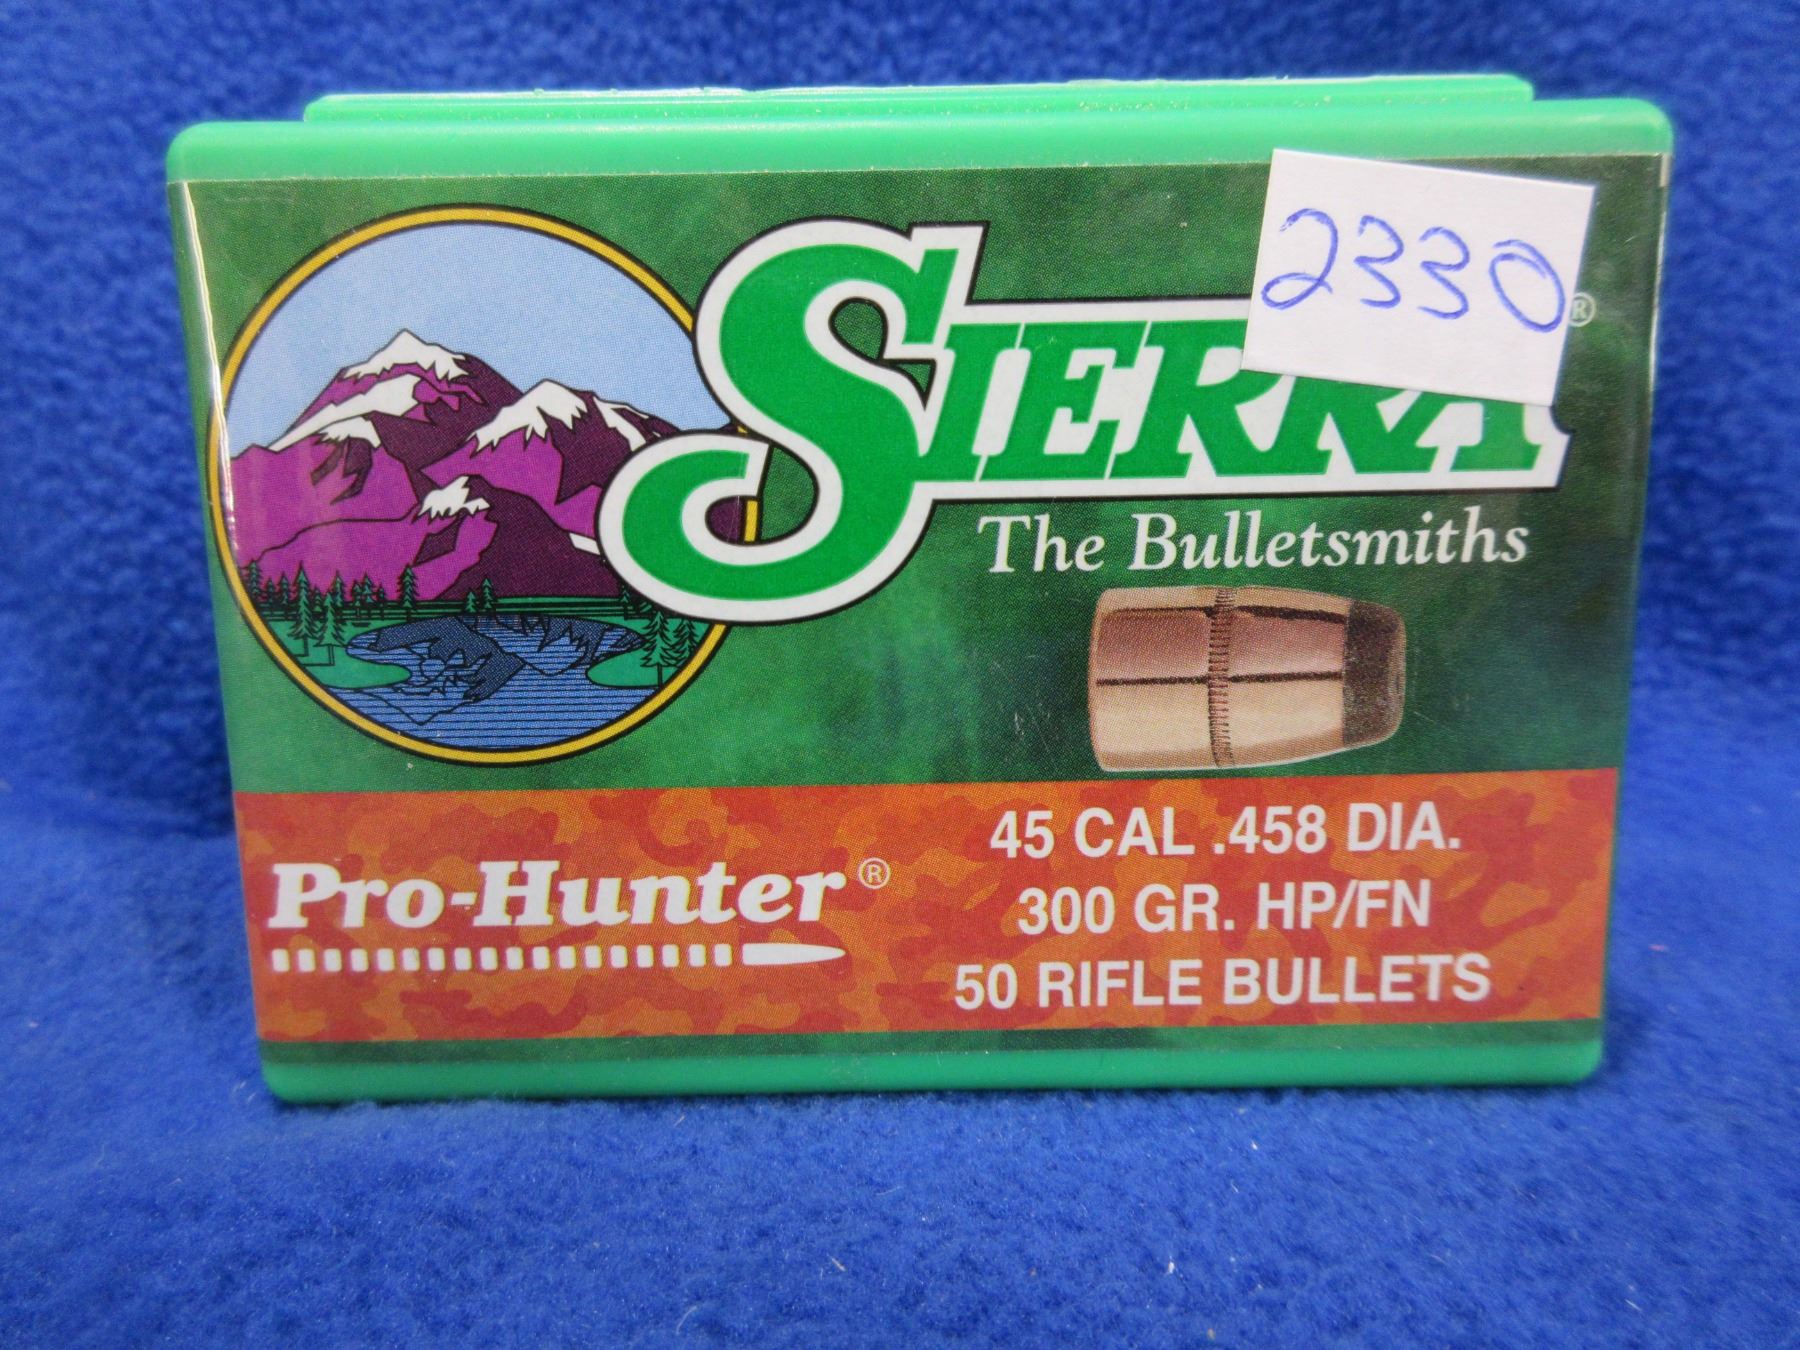 2330
SIERRA®
The Bulletsmiths
45 CAL .458 DIA.
300 GR. HP/FN
50 RIFLE BULLETS
Pro-Hunter®